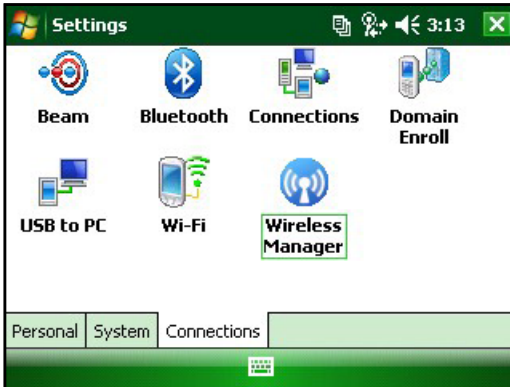 Settings 3:13
Beam Bluetooth Connections Domain
Enroll
USB to PC Wi-Fi Wireless
Manager
Personal System Connections